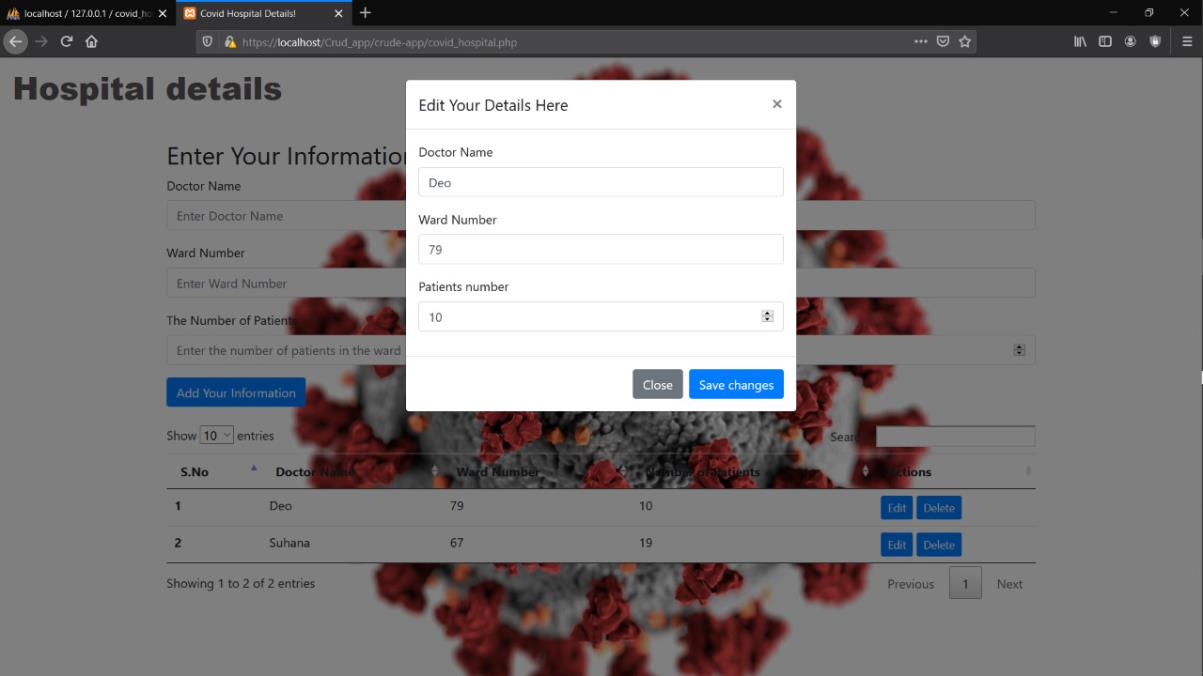 localhost / 127.0.0.1 / covid_ho
Covid Hospital Details!
https://localhost/Crud_app/crude-app/covid_hospital.php
Hospital details
Edit Your Details Here
Doctor Name
Deo
Ward Number
79
Patients number
10
Close Save changes
Enter Your Informatio
Doctor Name
Enter Doctor Name
Ward Number
Enter Ward Number
The Number of Patient
Enter the number of patients in the ward
Add Your Information
Show 10 entries
S.No Doctor Name Ward Number Number of Patients Actions
1 Deo 79 10 Edit Delete
2 Suhana 67 19 Edit Delete
Showing 1 to 2 of 2 entries Previous 1 Next